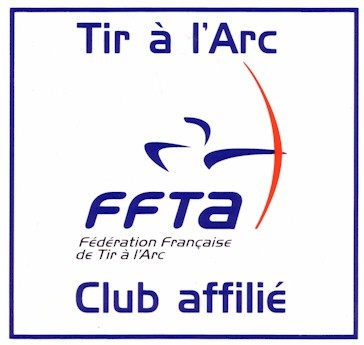 Tir à l'Arc
FFTA
Fédération Française
de Tir à l'Arc
Club affilié